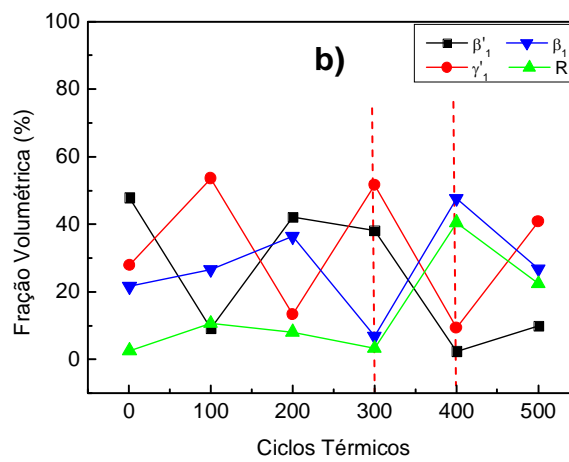 100
80
60
40
20
0
Fração Volumétrica (%)
b)
β'₁ β₁
γ'₁ R
0 100 200 300 400 500
Ciclos Térmicos